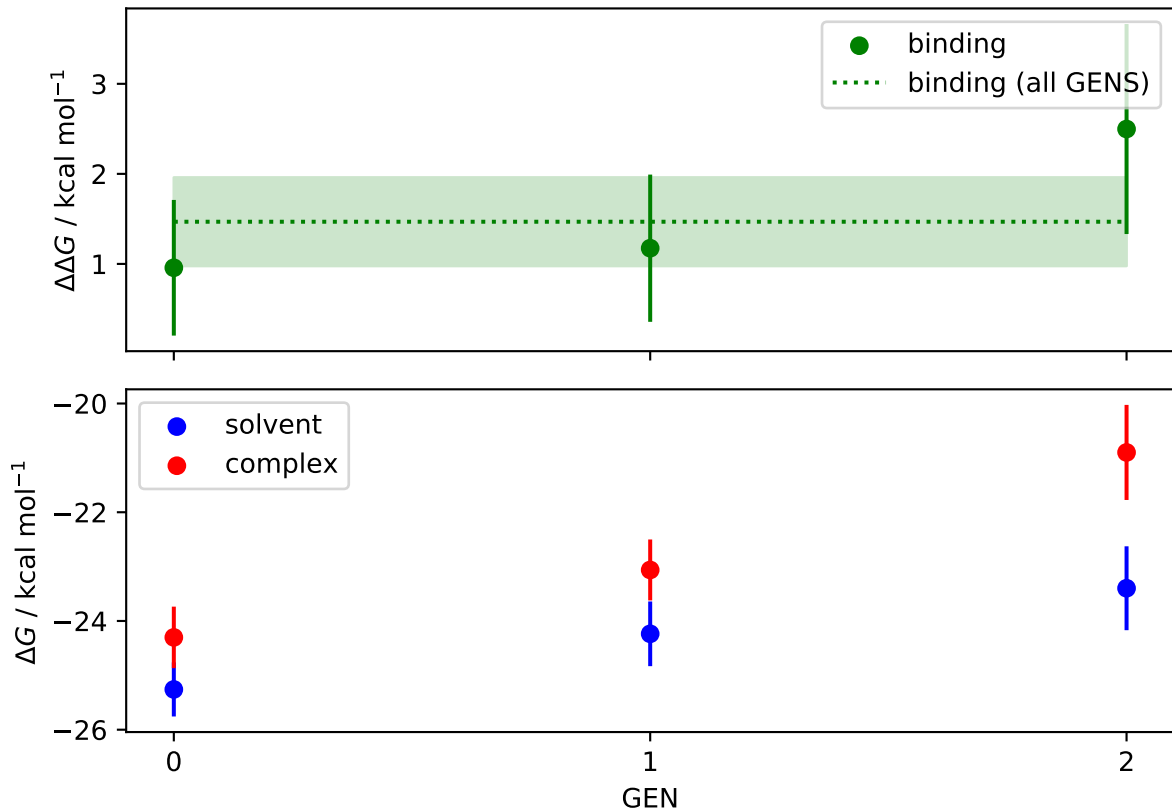 ΔΔG / kcal mol⁻¹
3
2
1
binding
binding (all GENS)
ΔG / kcal mol⁻¹
−20
−22
−24
−26
solvent
complex
0 1 2
GEN